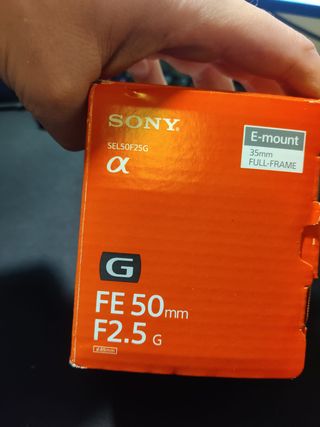 SONY
SEL50F25G
α
E-mount
35mm
FULL-FRAME
G
FE 50mm
F2.5 G